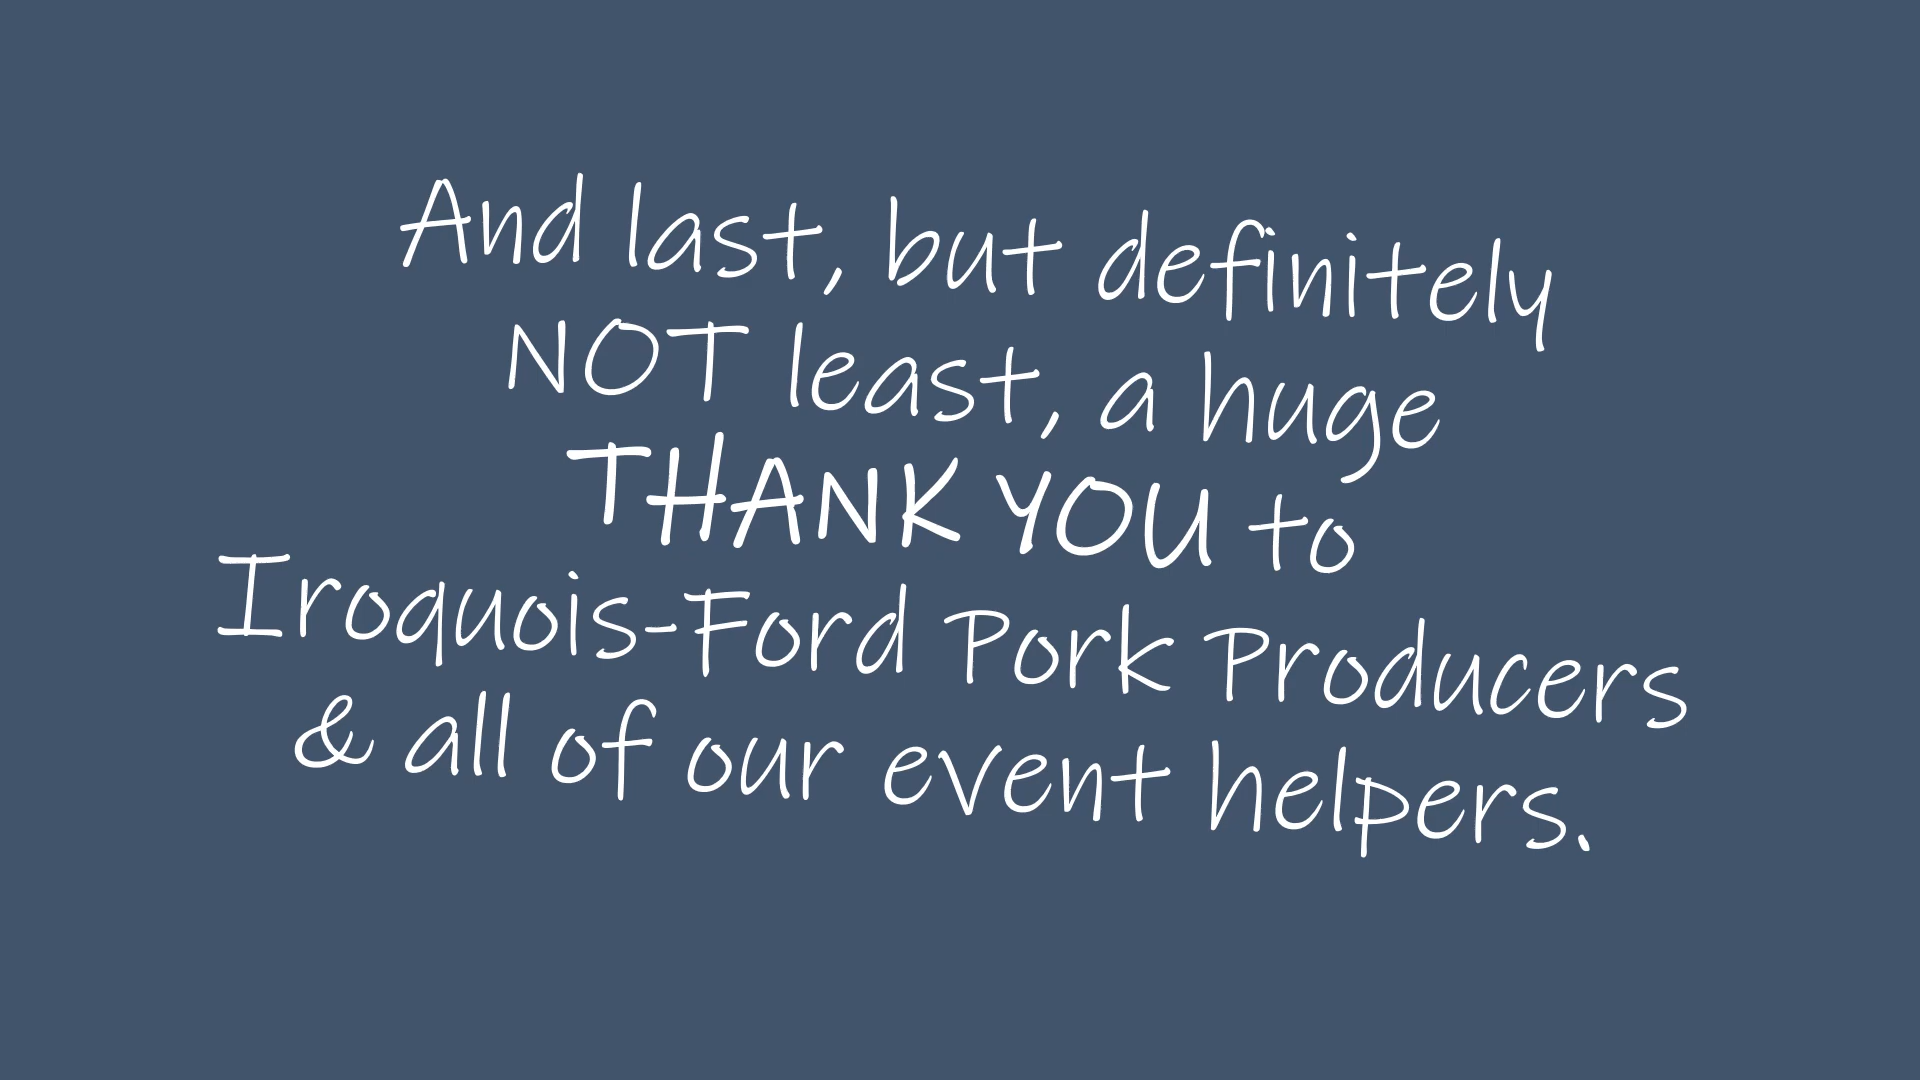 And last, but definitely
NOT least, a huge
THANK YOU to
Iroquois-Ford Pork Producers
& all of our event helpers.